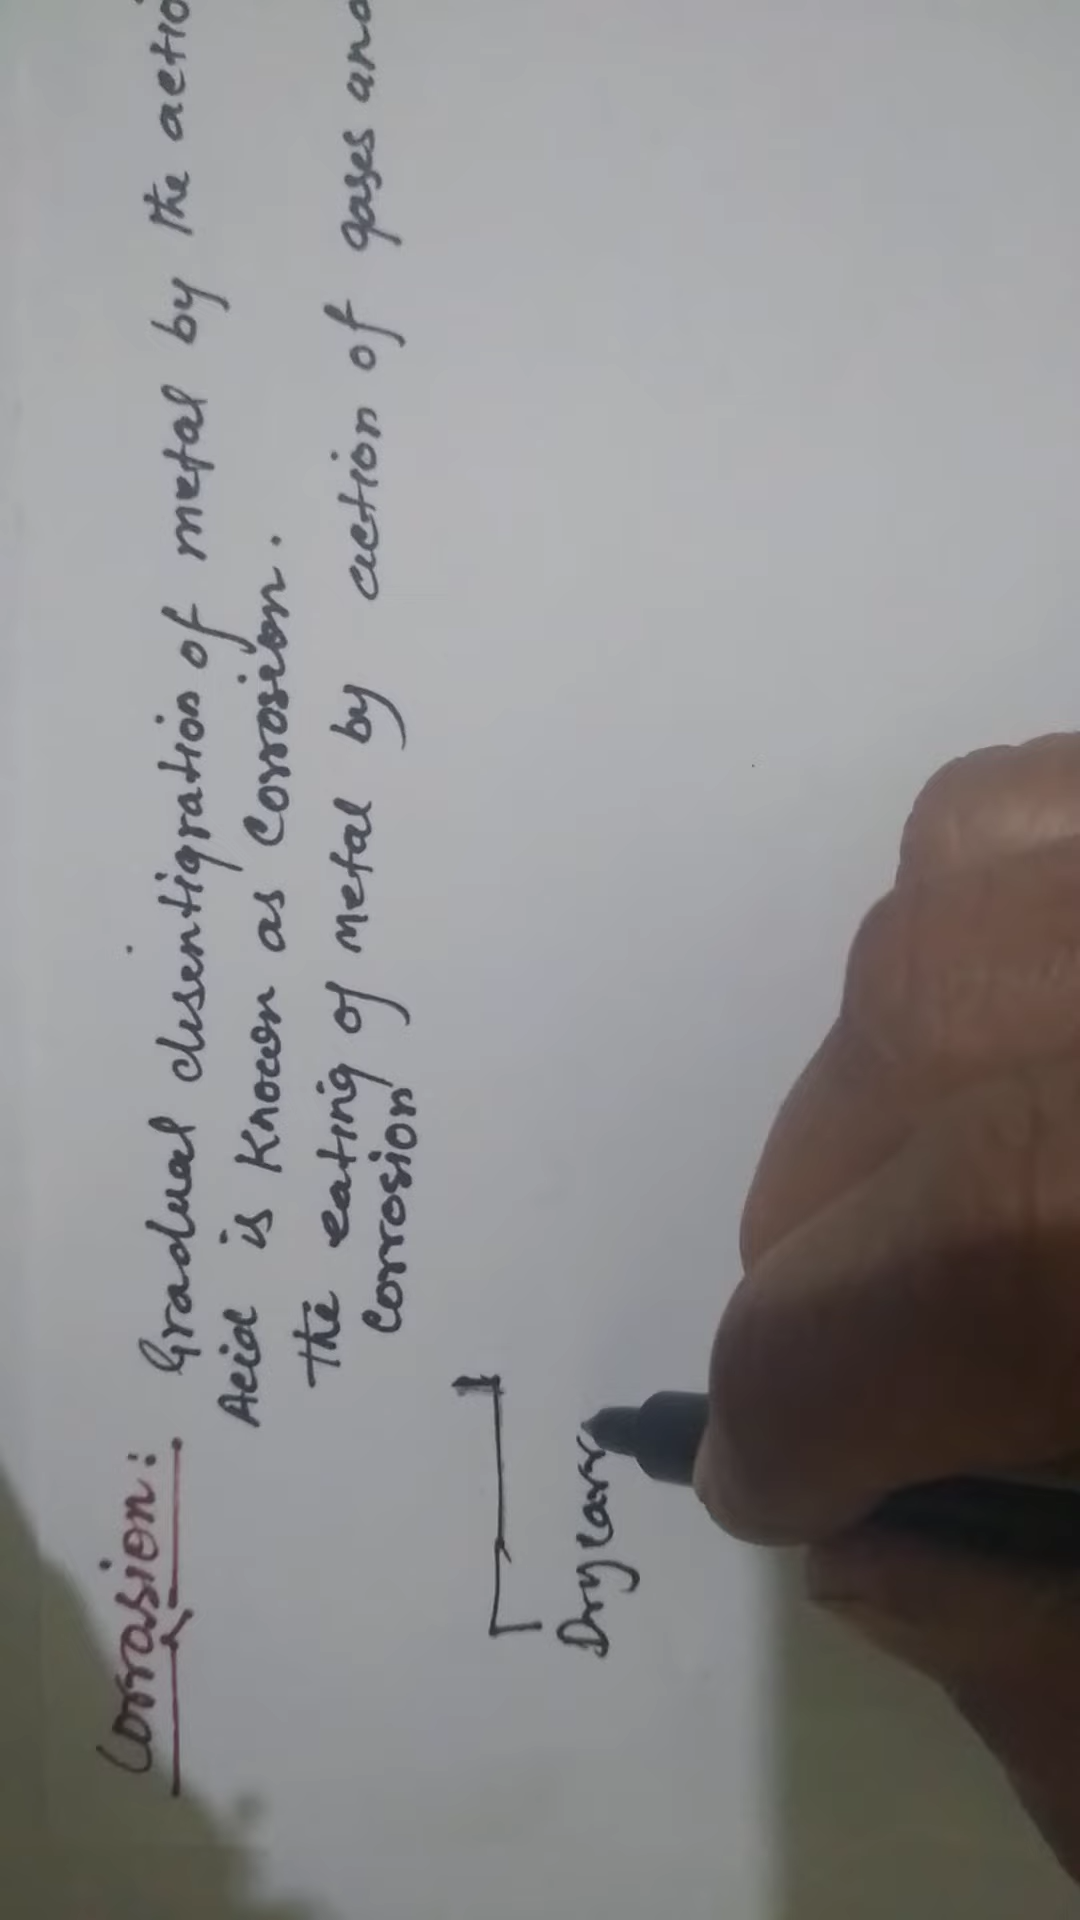 Corrosion:
Gradual disentigration of metal by the actio
Acid is Known as Corrosion.
The eating of Metal by action of gases and
Corrosion
Dry corr